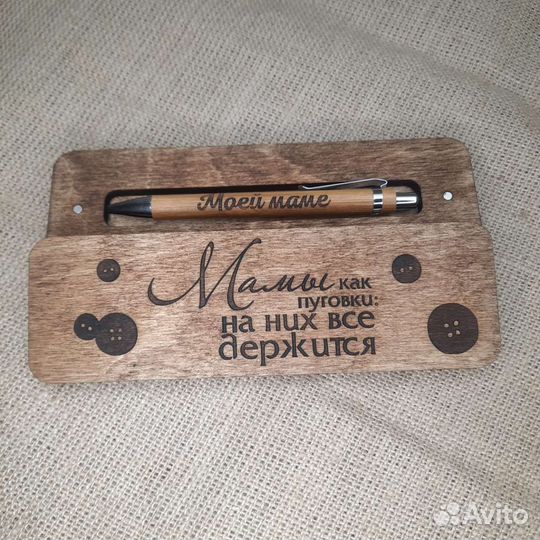 Моей маме
Мамы как
пуговки:
на них все
держится
Avito